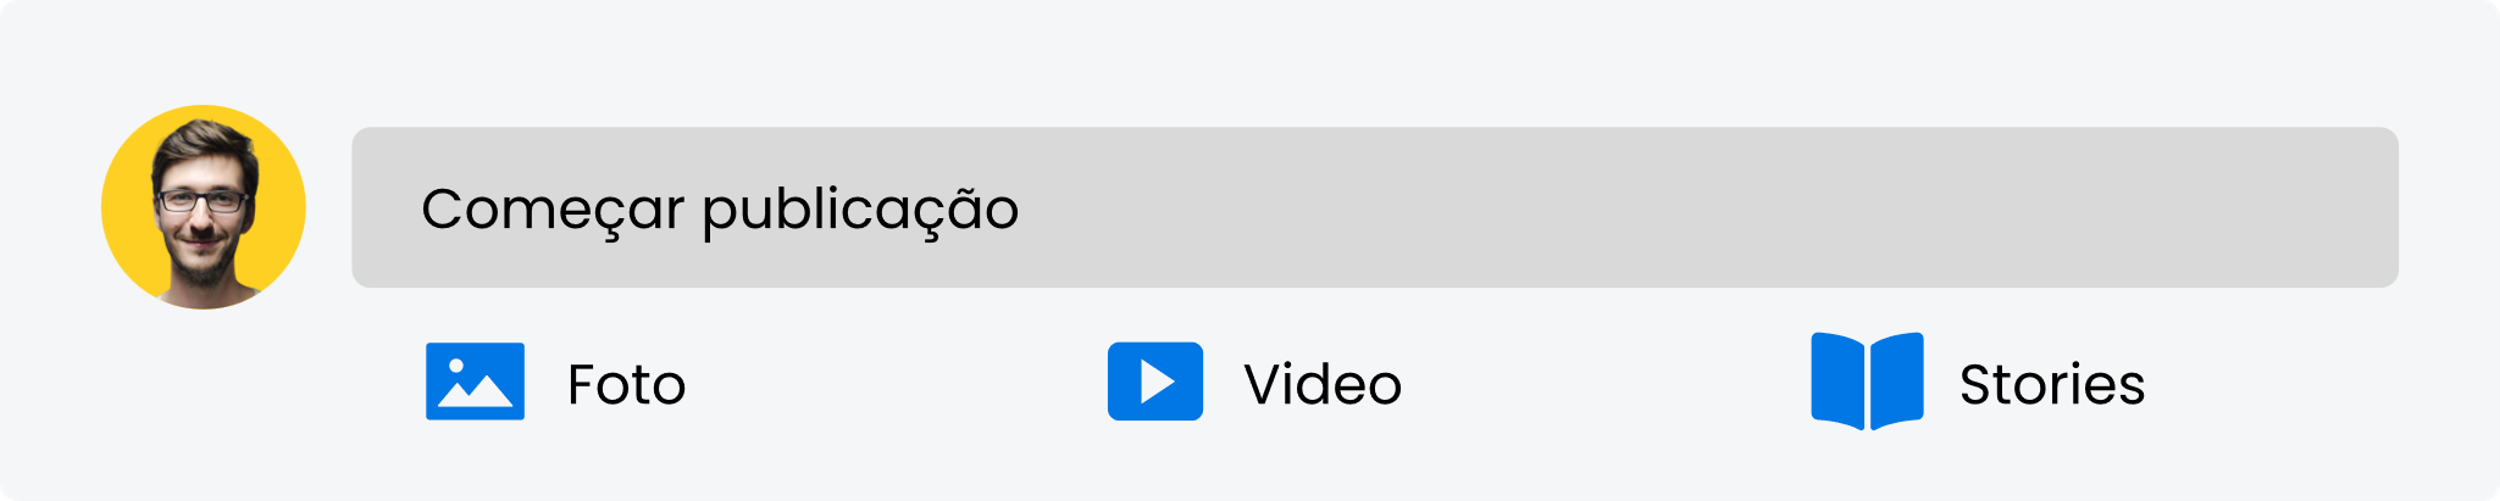 Começar publicação
Foto
Video
Stories